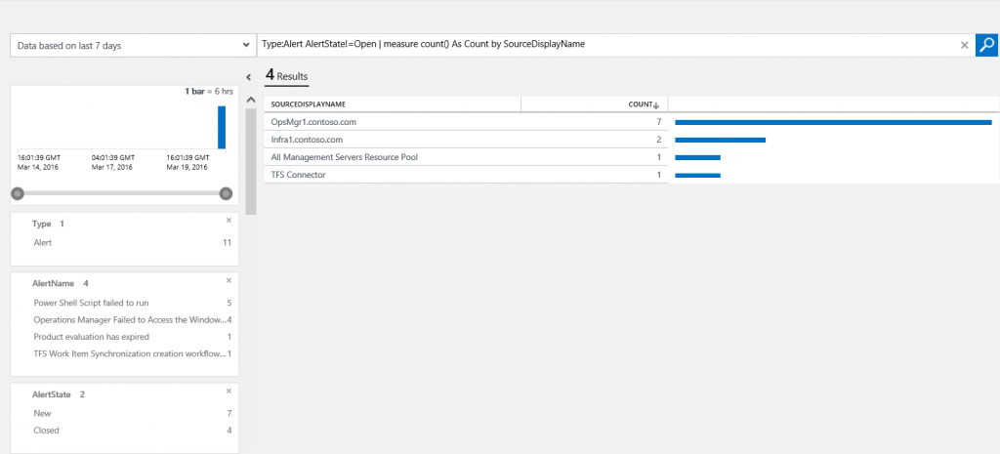 Data based on last 7 days
Type:Alert AlertState!=Open | measure count() As Count by SourceDisplayName
1 bar = 6 hrs
16:01:39 GMT 04:01:39 GMT 16:01:39 GMT
Mar 14, 2016 Mar 17, 2016 Mar 19, 2016
Type 1
Alert 11
AlertName 4
Power Shell Script failed to run 5
Operations Manager Failed to Access the Window... 4
Product evaluation has expired 1
TFS Work Item Synchronization creation workflow... 1
AlertState 2
New 7
Closed 4
4 Results
SOURCEDISPLAYNAME COUNT
OpsMgr1.contoso.com 7
Infra1.contoso.com 2
All Management Servers Resource Pool 1
TFS Connector 1